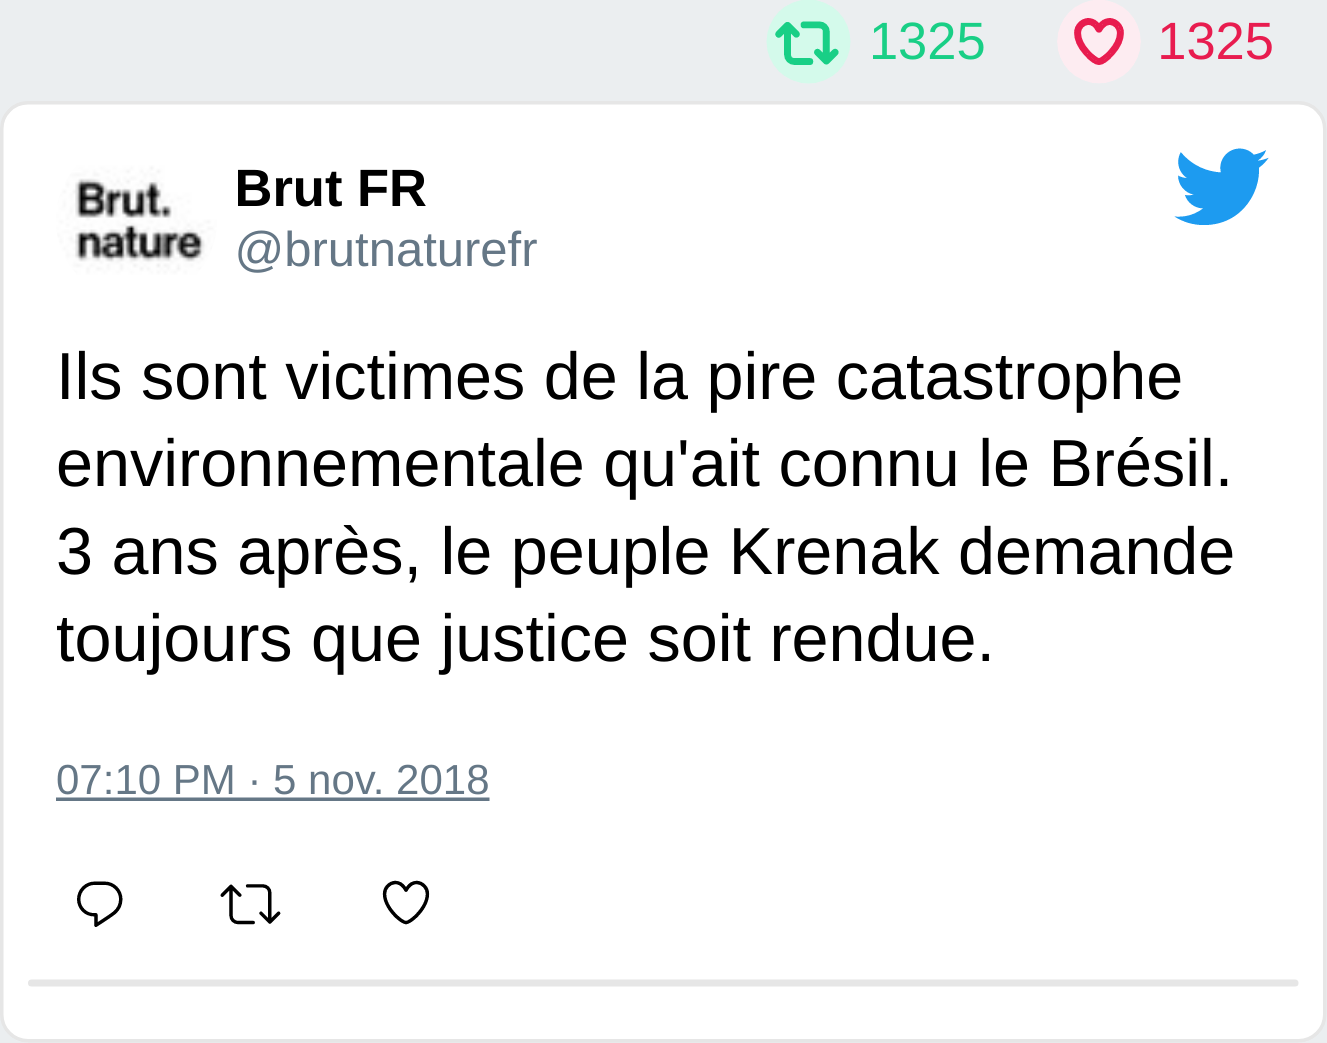 1325 1325
Brut.
nature
Brut FR
@brutnaturefr
Ils sont victimes de la pire catastrophe
environnementale qu'ait connu le Brésil.
3 ans après, le peuple Krenak demande
toujours que justice soit rendue.
07:10 PM · 5 nov. 2018